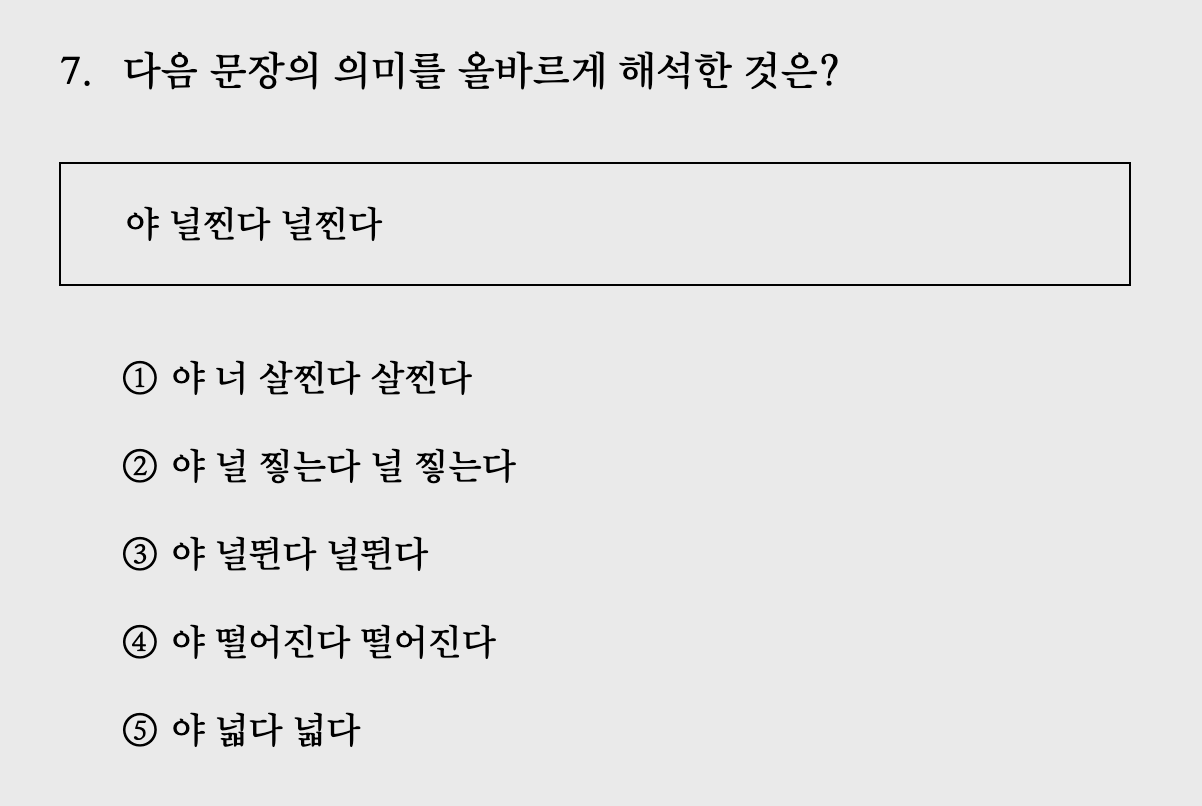 7. 다음 문장의 의미를 올바르게 해석한 것은?
야 널찐다 널찐다
① 야 너 살찐다 살찐다
② 야 널 찧는다 널 찧는다
③ 야 널뛴다 널뛴다
④ 야 떨어진다 떨어진다
⑤ 야 넓다 넓다